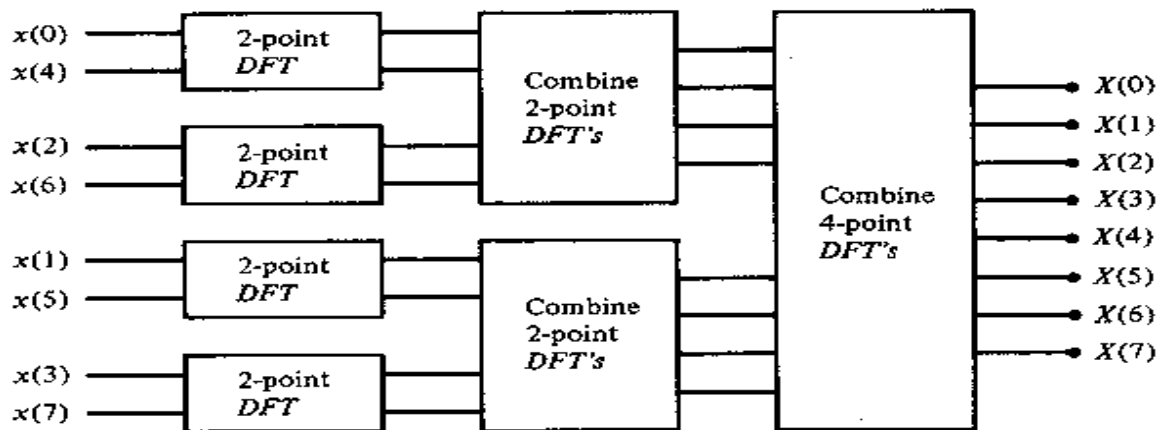 x(0)
x(4)
2-point
DFT
x(2)
x(6)
2-point
DFT
x(1)
x(5)
2-point
DFT
x(3)
x(7)
2-point
DFT
Combine
2-point
DFT's
Combine
2-point
DFT's
Combine
4-point
DFT's
X(0)
X(1)
X(2)
X(3)
X(4)
X(5)
X(6)
X(7)